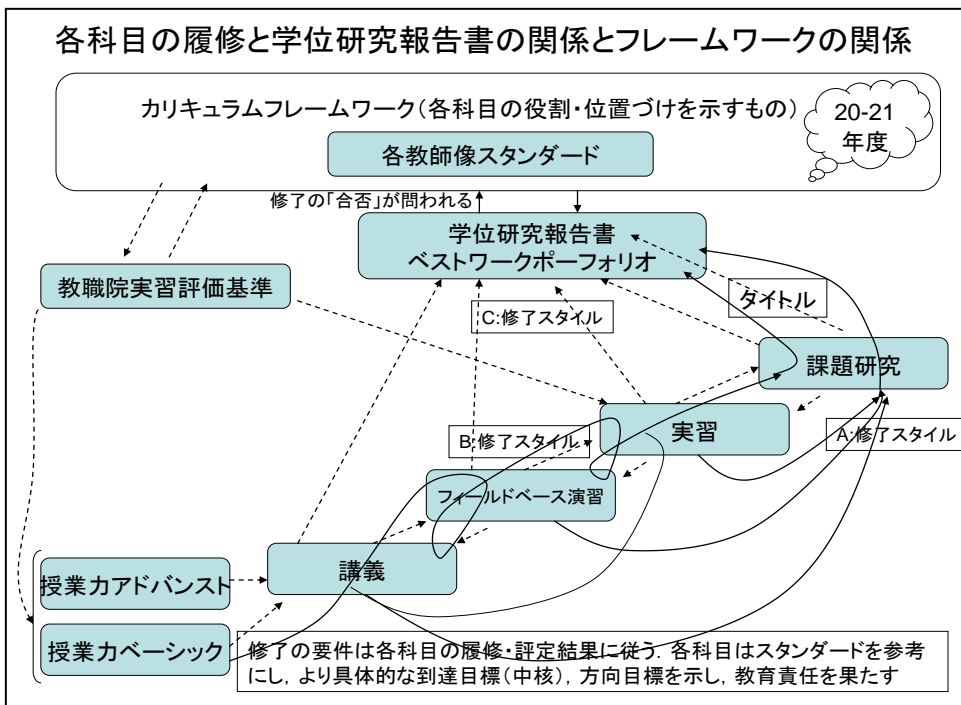 各科目の履修と学位研究報告書の関係とフレームワークの関係
カリキュラムフレームワーク(各科目の役割・位置づけを示すもの)
20-21
年度
各教師像スタンダード
修了の「合否」が問われる
学位研究報告書
ベストワークポーフォリオ
教職院実習評価基準
C:修了スタイル
タイトル
課題研究
実習
B:修了スタイル
A:修了スタイル
フィールドベース演習
講義
授業力アドバンスト
授業力ベーシック
修了の要件は各科目の履修・評定結果に従う. 各科目はスタンダードを参考
にし, より具体的な到達目標(中核), 方向目標を示し, 教育責任を果たす